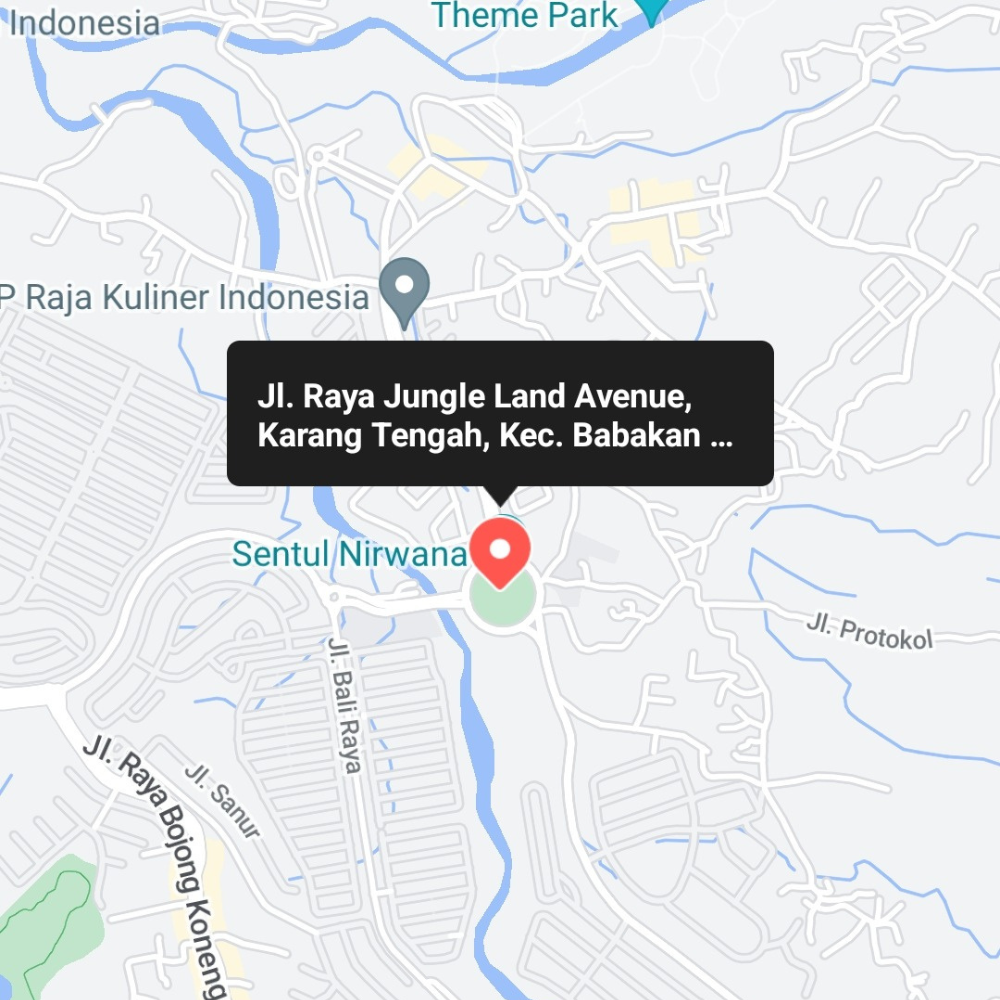 Indonesia
Theme Park
P Raja Kuliner Indonesia
Jl. Raya Jungle Land Avenue,
Karang Tengah, Kec. Babakan ...
Sentul Nirwana
Jl. Protokol
Jl. Bali Raya
Jl. Raya Bojong Koneng
Jl. Sanur